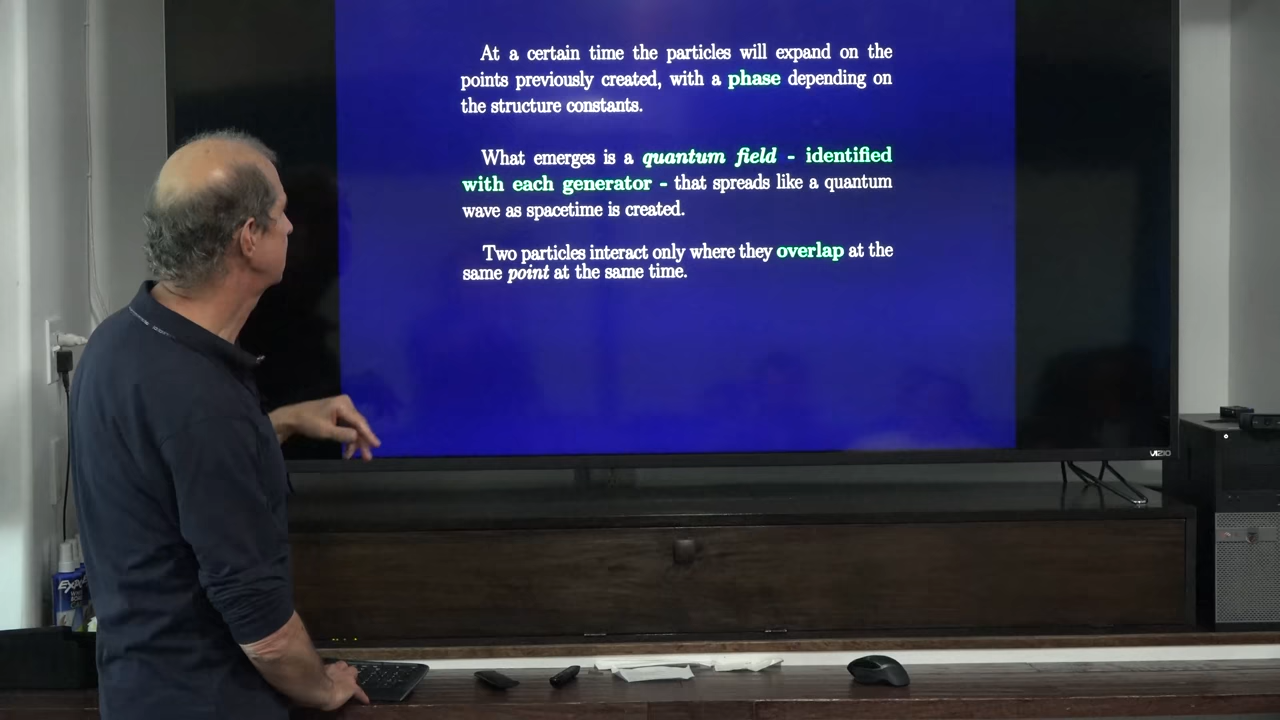 At a certain time the particles will expand on the
points previously created, with a phase depending on
the structure constants.
What emerges is a quantum field - identified
with each generator - that spreads like a quantum
wave as spacetime is created.
Two particles interact only where they overlap at the
same point at the same time.
VIZIO